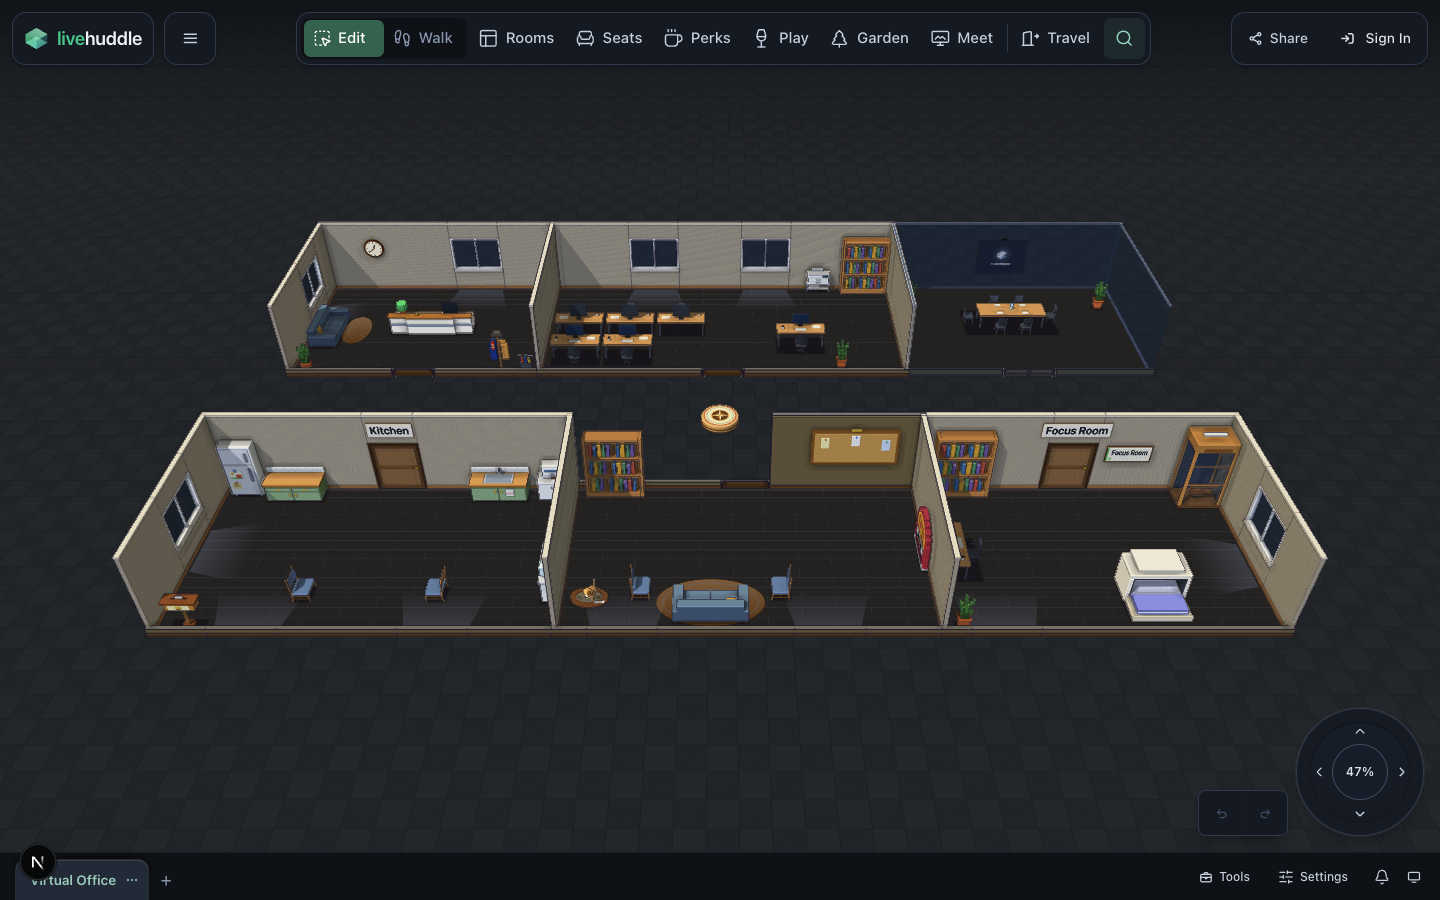 livehuddle
Edit
Walk
Rooms
Seats
Perks
Play
Garden
Meet
Travel
Share
Sign In
Kitchen
Focus Room
Focus Room
47%
N
Virtual Office
Tools
Settings